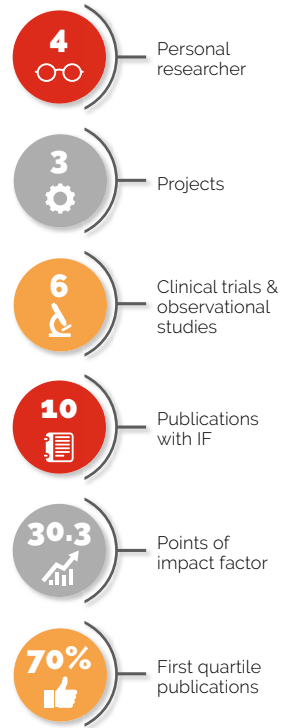 4
Personal
researcher
3
Projects
6
Clinical trials &
observational
studies
10
Publications
with IF
30.3
Points of
impact factor
70%
First quartile
publications